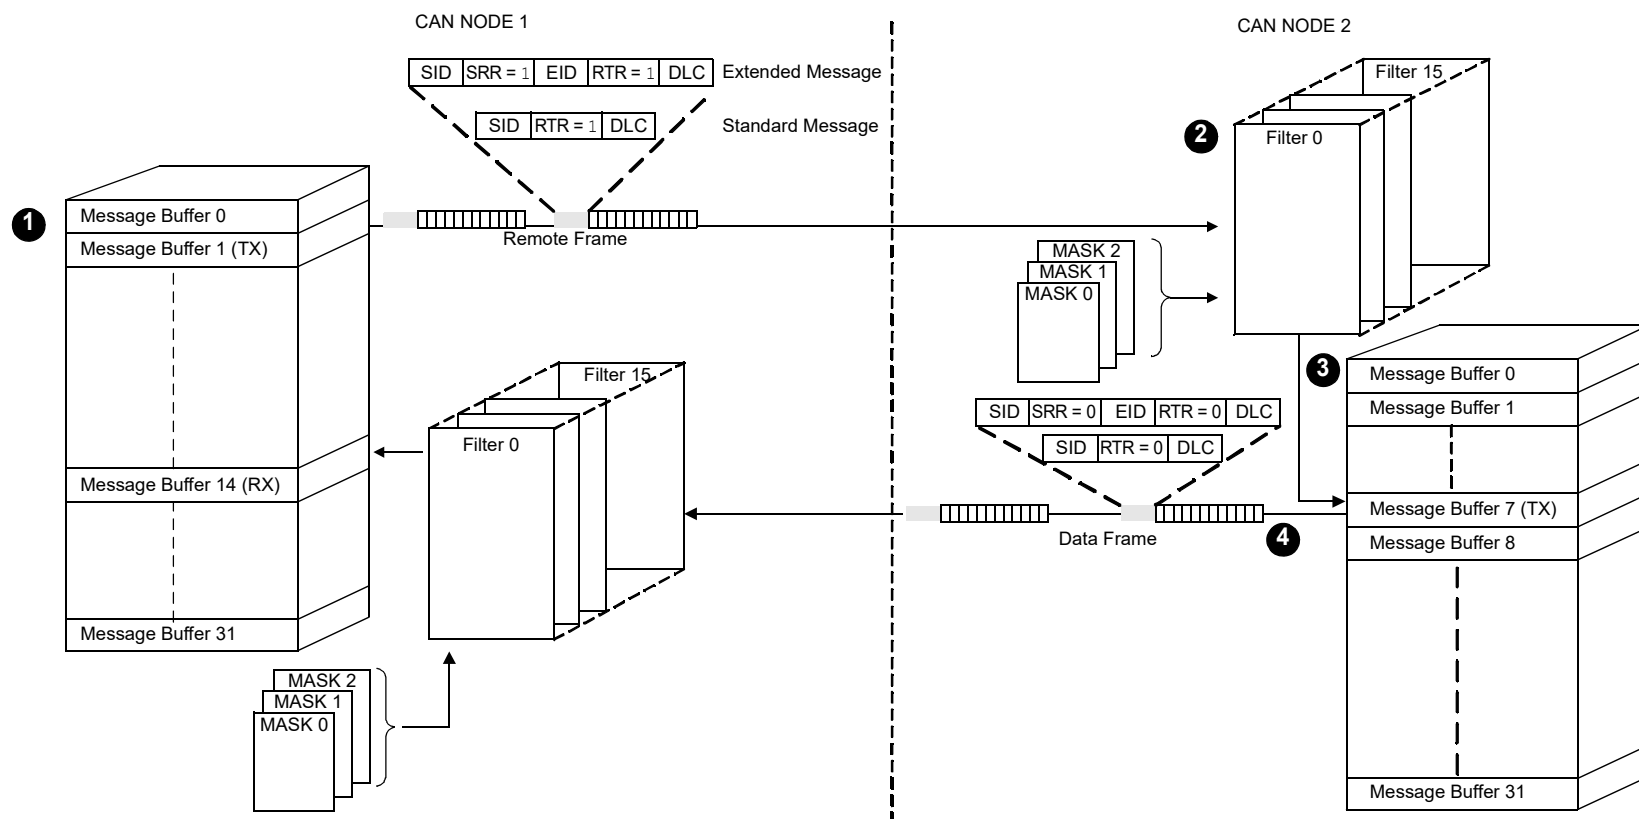 CAN NODE 1
CAN NODE 2
SID SRR = 1 EID RTR = 1 DLC Extended Message
SID RTR = 1 DLC Standard Message
Filter 15
Filter 0
2
1
Message Buffer 0
Message Buffer 1 (TX)
Message Buffer 14 (RX)
Message Buffer 31
Remote Frame
MASK 2
MASK 1
MASK 0
Filter 15
Filter 0
MASK 2
MASK 1
MASK 0
3
Message Buffer 0
Message Buffer 1
Message Buffer 7 (TX)
Message Buffer 8
Message Buffer 31
SID SRR = 0 EID RTR = 0 DLC
SID RTR = 0 DLC
Data Frame
4